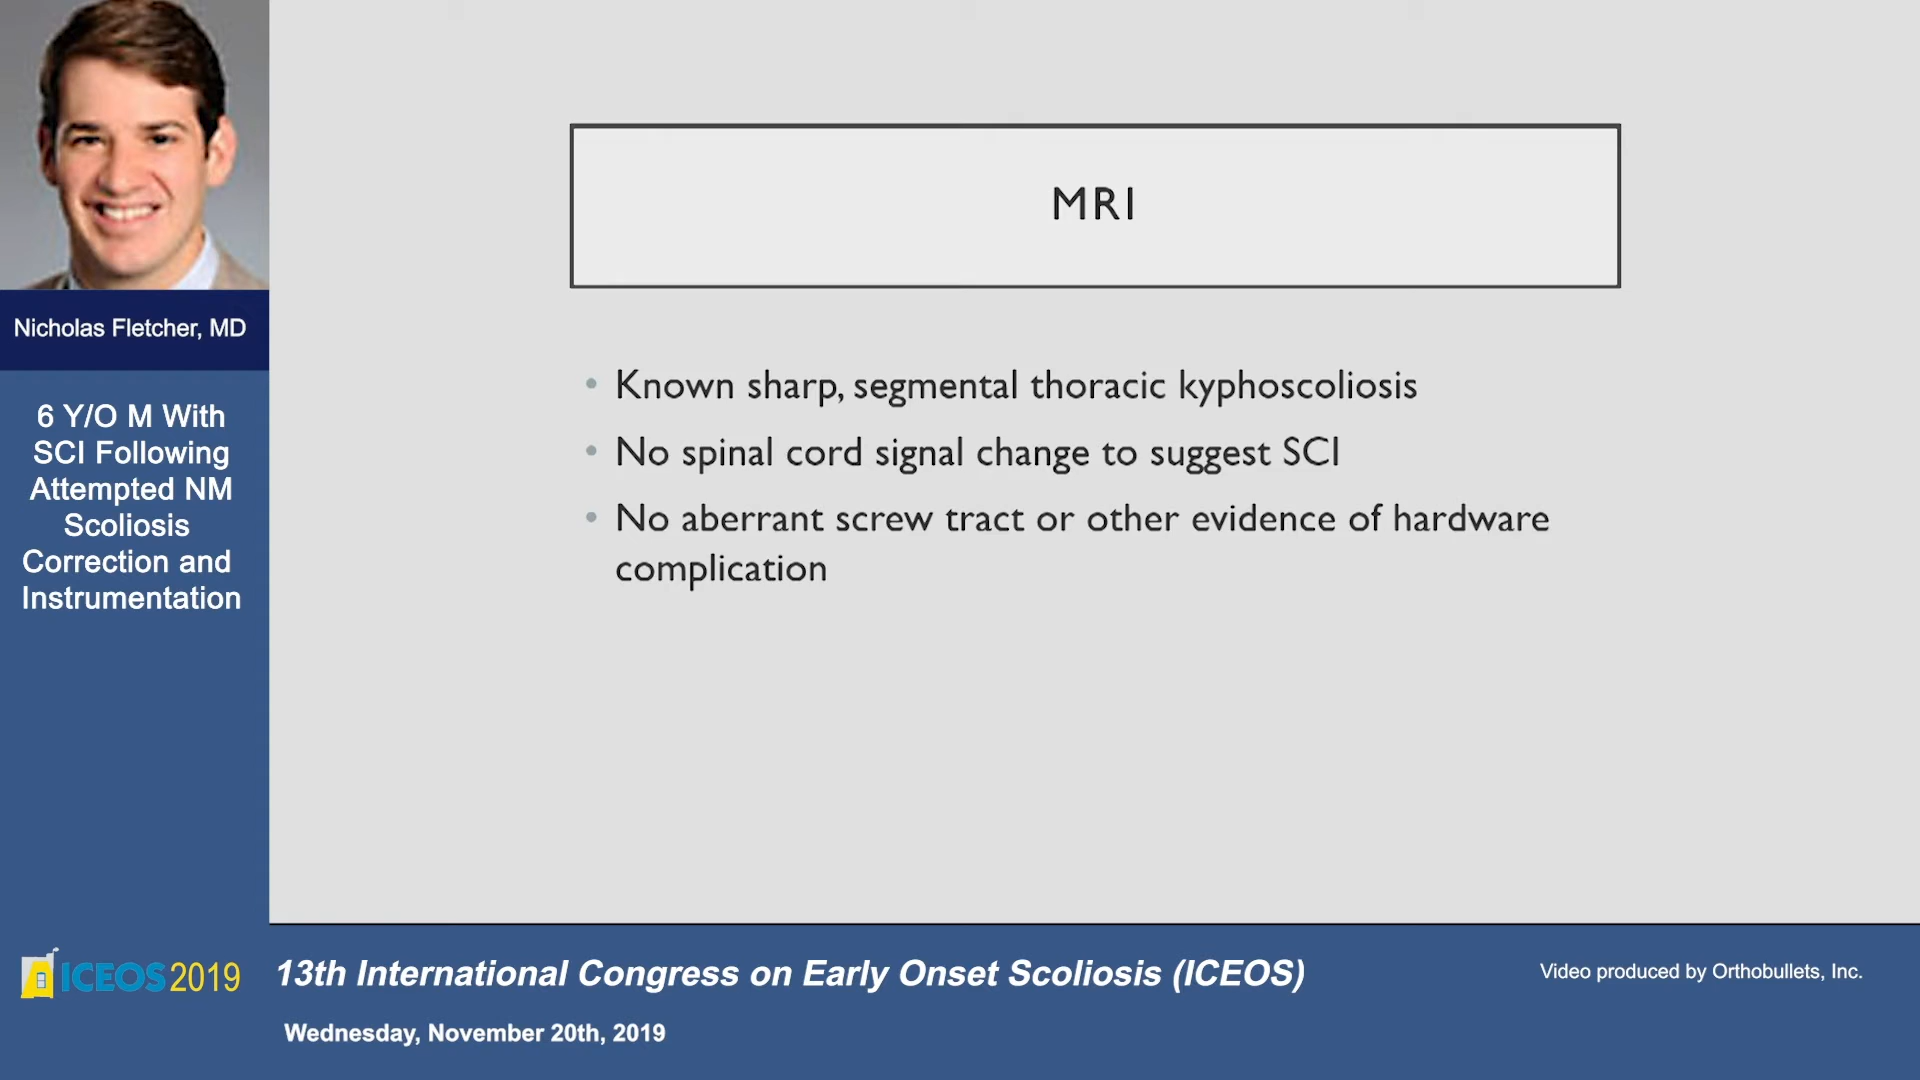 Nicholas Fletcher, MD
6 Y/O M With
SCI Following
Attempted NM
Scoliosis
Correction and
Instrumentation
MRI
• Known sharp, segmental thoracic kyphoscoliosis
• No spinal cord signal change to suggest SCI
• No aberrant screw tract or other evidence of hardware
complication
ICEOS 2019
13th International Congress on Early Onset Scoliosis (ICEOS)
Wednesday, November 20th, 2019
Video produced by Orthobullets, Inc.